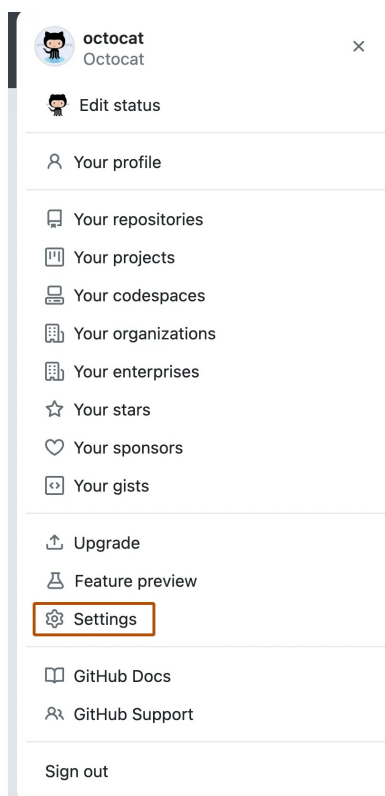 octocat
Octocat
Edit status
Your profile
Your repositories
Your projects
Your codespaces
Your organizations
Your enterprises
Your stars
Your sponsors
Your gists
Upgrade
Feature preview
Settings
GitHub Docs
GitHub Support
Sign out